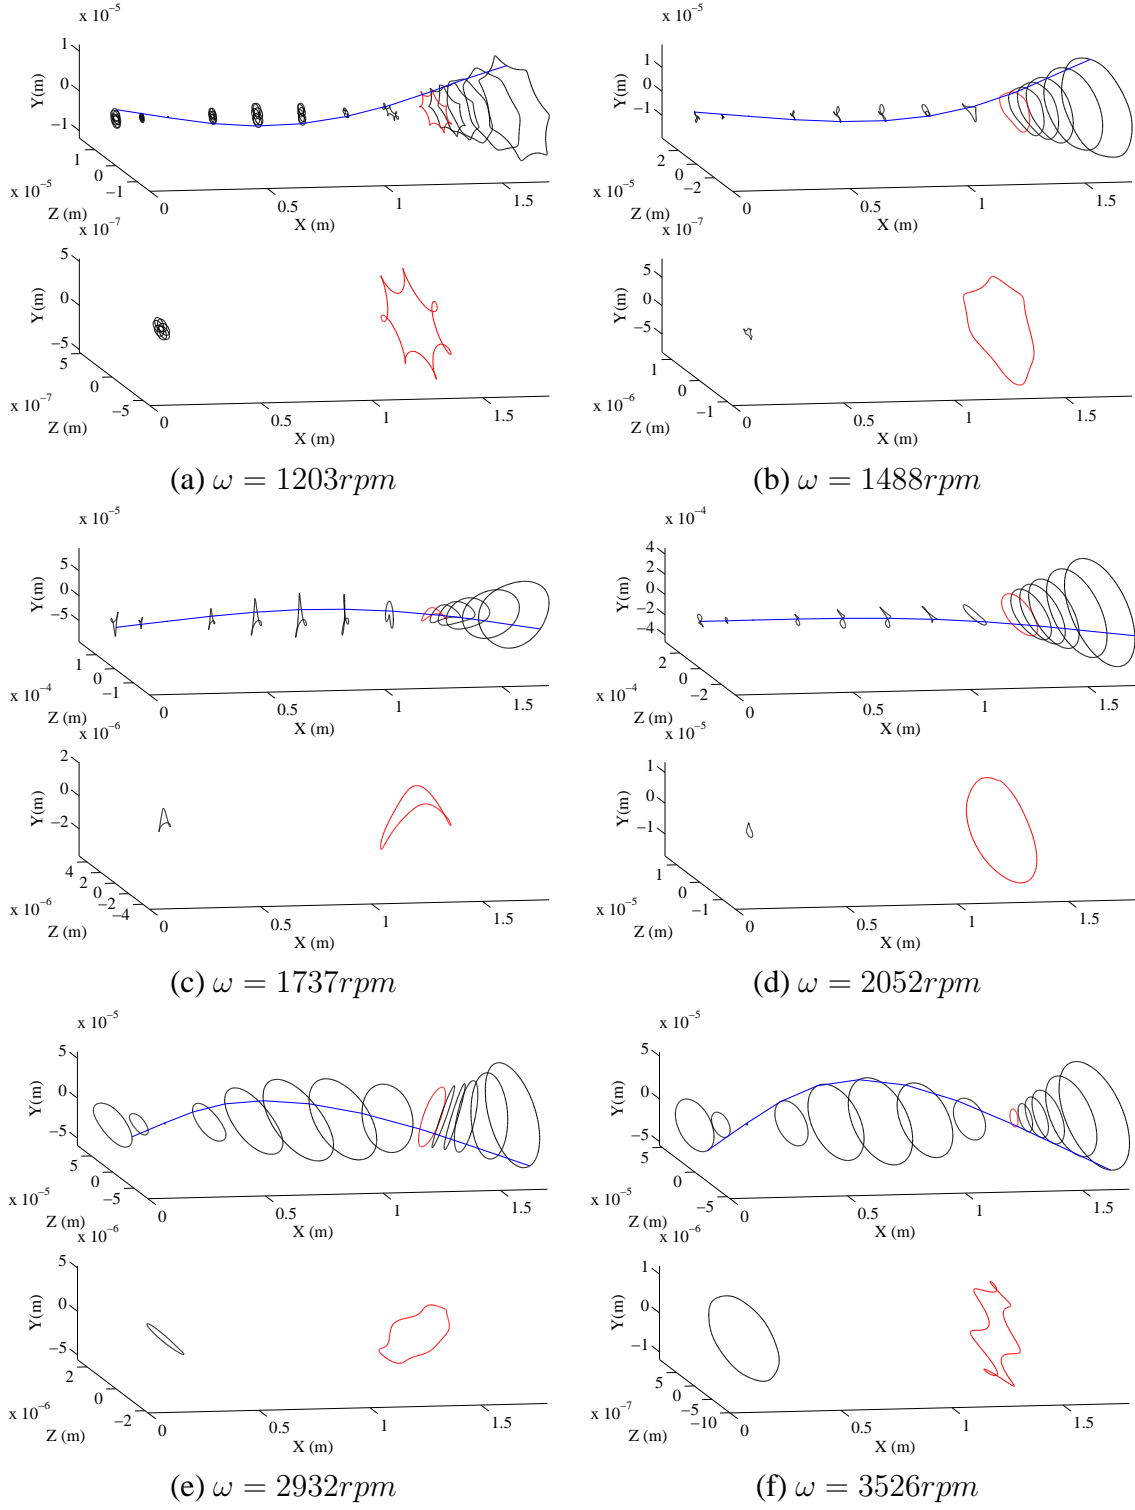 x 10⁻⁵
Y(m)
1
0
−1
1
0
−1
x 10⁻⁵
Z (m)
0
0.5
1
1.5
X (m)
x 10⁻⁷
Y(m)
5
0
−5
5
0
−5
x 10⁻⁷
Z (m)
0
0.5
1
1.5
X (m)
(a) ω = 1203rpm
x 10⁻⁵
Y(m)
1
0
−1
2
0
−2
x 10⁻⁵
Z (m)
0
0.5
1
1.5
X (m)
x 10⁻⁷
Y(m)
5
0
−5
1
0
−1
x 10⁻⁶
Z (m)
0
0.5
1
1.5
X (m)
(b) ω = 1488rpm
x 10⁻⁵
Y(m)
5
0
−5
1
0
−1
x 10⁻⁴
Z (m)
0
0.5
1
1.5
X (m)
x 10⁻⁶
Y(m)
2
0
−2
4
2
0
−2
−4
x 10⁻⁶
Z (m)
0
0.5
1
1.5
X (m)
(c) ω = 1737rpm
x 10⁻⁴
Y(m)
4
2
0
−2
−4
2
0
−2
x 10⁻⁴
Z (m)
0
0.5
1
1.5
X (m)
x 10⁻⁵
Y(m)
1
0
−1
1
0
−1
x 10⁻⁵
Z (m)
0
0.5
1
1.5
X (m)
(d) ω = 2052rpm
x 10⁻⁵
Y(m)
5
0
−5
5
0
−5
x 10⁻⁵
Z (m)
0
0.5
1
1.5
X (m)
x 10⁻⁶
Y(m)
5
0
−5
2
0
−2
x 10⁻⁶
Z (m)
0
0.5
1
1.5
X (m)
(e) ω = 2932rpm
x 10⁻⁵
Y(m)
5
0
−5
5
0
−5
x 10⁻⁵
Z (m)
0
0.5
1
1.5
X (m)
x 10⁻⁶
Y(m)
1
0
−1
5
0
−5
−10
x 10⁻⁷
Z (m)
0
0.5
1
1.5
X (m)
(f) ω = 3526rpm